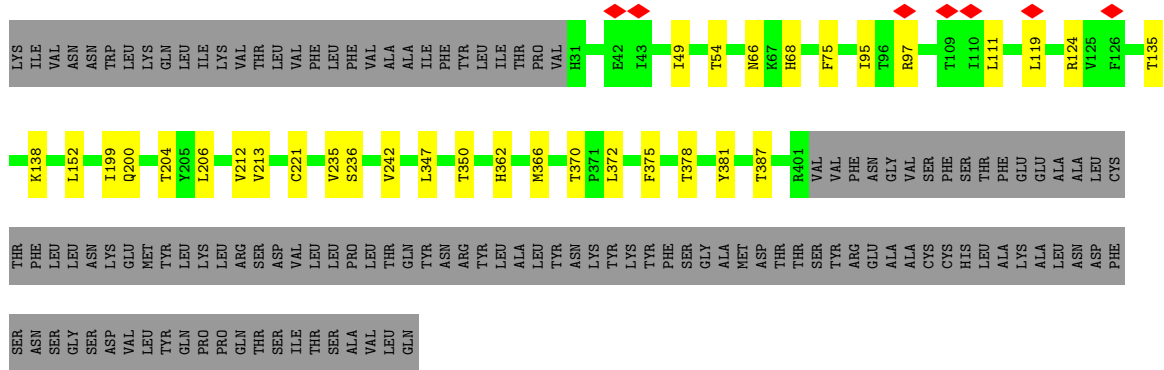 LYS ILE VAL ASN ASN TRP LEU LYS GLN LEU ILE LYS VAL THR LEU VAL PHE LEU PHE VAL ALA ALA ILE PHE TYR LEU ILE THR PRO VAL H31 E42 I43 I49 T54 N66 K67 H68 F75 I95 T96 R97 T109 I110 L111 L119 R124 V125 F126 T135
K138 L152 I199 Q200 T204 Y205 L206 V212 V213 C221 V235 S236 V242 L347 T350 H362 M366 T370 P371 L372 F375 T378 Y381 T387 R401 VAL VAL PHE ASN GLY VAL SER PHE SER THR PHE GLU GLU ALA ALA LEU CYS
THR PHE LEU LEU ASN LYS GLU MET TYR LEU LYS LEU ARG SER ASP VAL LEU LEU PRO LEU THR GLN TYR ASN ARG TYR LEU ALA LEU TYR ASN LYS TYR LYS TYR PHE SER GLY ALA MET ASP THR THR SER TYR ARG GLU ALA ALA CYS CYS HIS LEU ALA LYS ALA LEU ASN ASP PHE
SER ASN SER GLY SER ASP VAL LEU TYR GLN PRO PRO GLN THR SER ILE THR SER ALA VAL LEU GLN